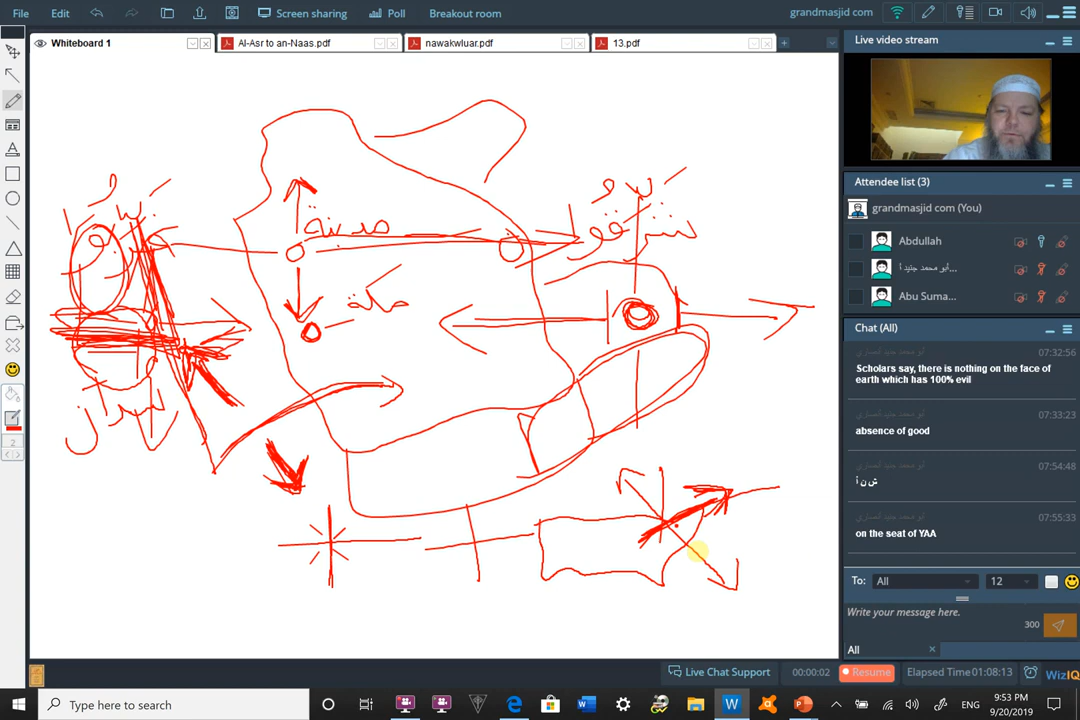 File
Edit
Screen sharing
Poll
Breakout room
grandmasjid com
Whiteboard 1
Al-Asr to an-Naas.pdf
nawakwluar.pdf
13.pdf
Live video stream
Attendee list (3)
grandmasjid com (You)
Abdullah
أبو محمد جنيد أ...
Abu Suma...
Chat (All)
07:32:56
Scholars say, there is nothing on the face of
earth which has 100% evil
07:33:23
absence of good
07:54:48
ش ن أ
07:55:33
on the seat of YAA
To:
All
12
Write your message here.
300
All
مدينة
شرقوا
مكة
2
Live Chat Support
00:00:02
Resume
Elapsed Time 01:08:13
WizIQ
Type here to search
ENG
9:53 PM
9/20/2019